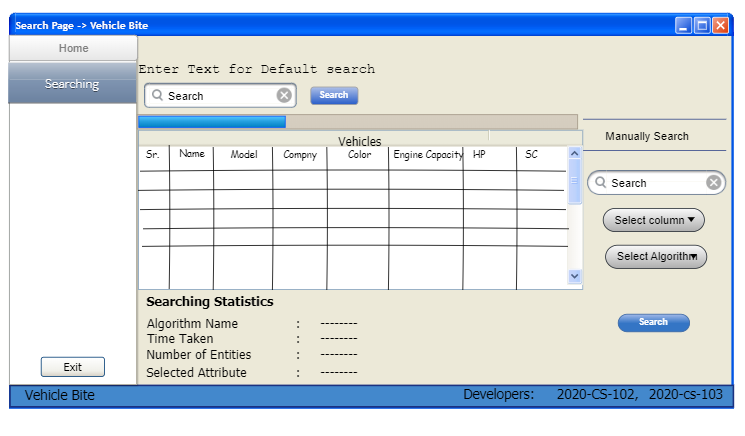 Search Page -> Vehicle Bite
Home
Searching
Enter Text for Default search
Search
Search
Vehicles
Sr. Name Model Compny Color Engine Capacity HP SC
Manually Search
Search
Select column
Select Algorithm
Search
Searching Statistics
Algorithm Name : --------
Time Taken : --------
Number of Entities : --------
Selected Attribute : --------
Exit
Vehicle Bite Developers: 2020-CS-102, 2020-cs-103